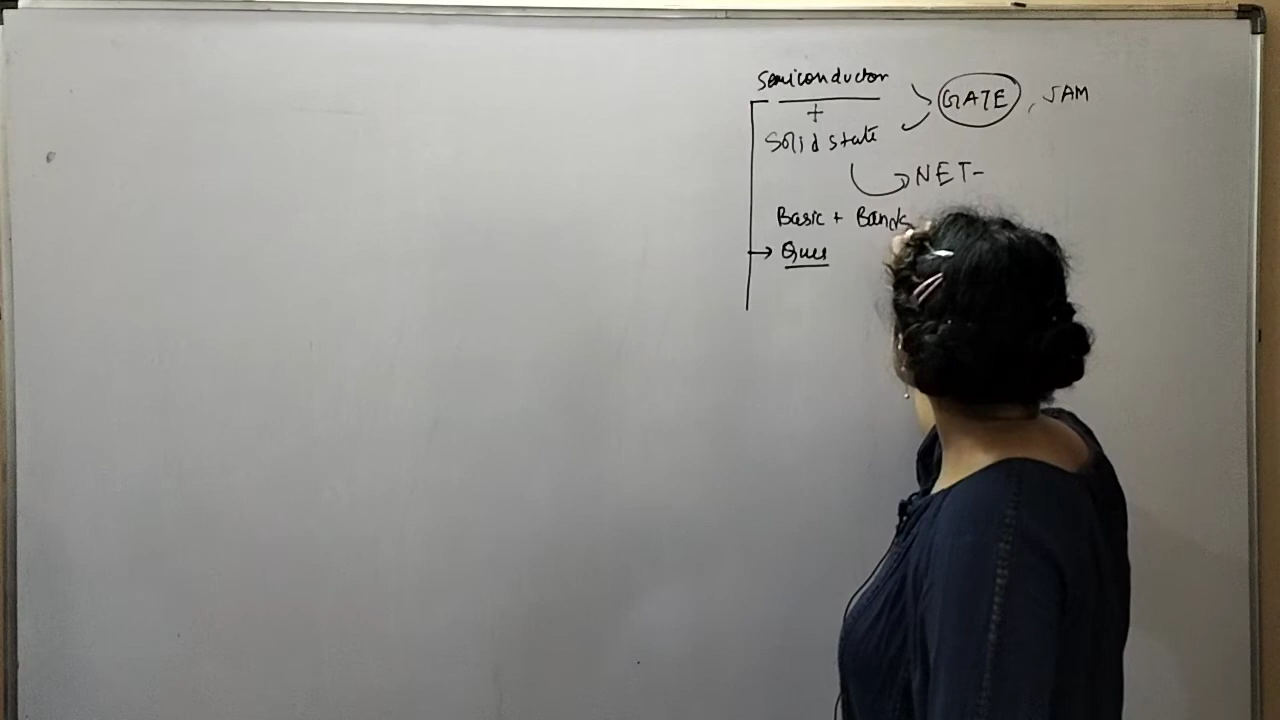 Semiconductor
+
GATE, JAM
Solid state
NET-
Basic + Bands
→ Ques